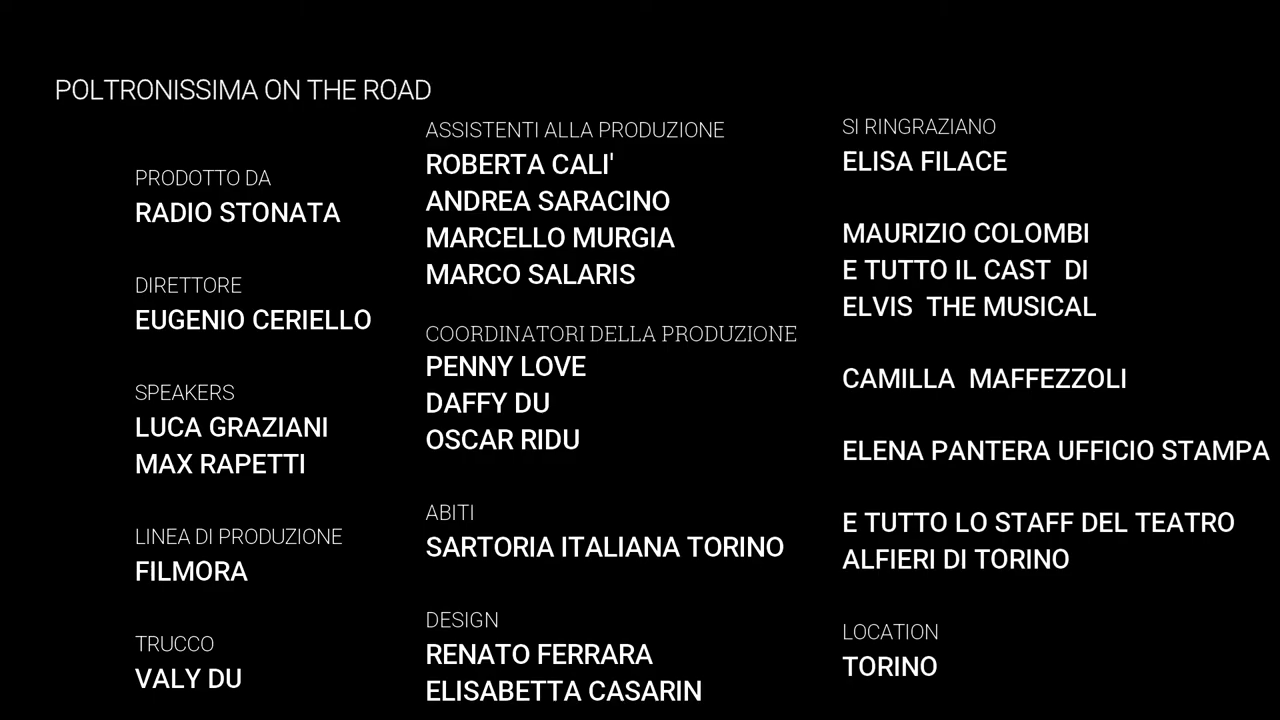 POLTRONISSIMA ON THE ROAD
PRODOTTO DA
RADIO STONATA
DIRETTORE
EUGENIO CERIELLO
SPEAKERS
LUCA GRAZIANI
MAX RAPETTI
LINEA DI PRODUZIONE
FILMORA
TRUCCO
VALY DU
ASSISTENTI ALLA PRODUZIONE
ROBERTA CALI'
ANDREA SARACINO
MARCELLO MURGIA
MARCO SALARIS
COORDINATORI DELLA PRODUZIONE
PENNY LOVE
DAFFY DU
OSCAR RIDU
ABITI
SARTORIA ITALIANA TORINO
DESIGN
RENATO FERRARA
ELISABETTA CASARIN
SI RINGRAZIANO
ELISA FILACE
MAURIZIO COLOMBI
E TUTTO IL CAST  DI
ELVIS  THE MUSICAL
CAMILLA  MAFFEZZOLI
ELENA PANTERA UFFICIO STAMPA
E TUTTO LO STAFF DEL TEATRO
ALFIERI DI TORINO
LOCATION
TORINO